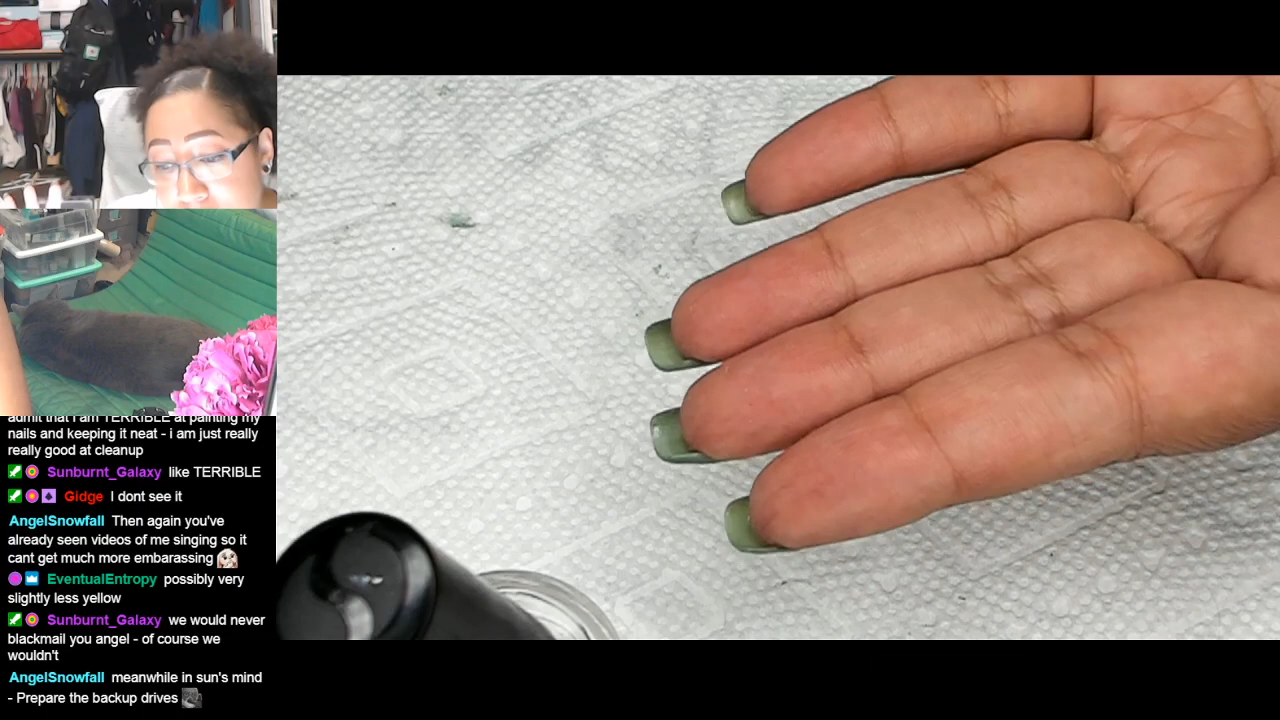 admit that I am TERRIBLE at painting my
nails and keeping it neat - i am just really
really good at cleanup
Sunburnt_Galaxy like TERRIBLE
Gidge I dont see it
AngelSnowfall Then again you've
already seen videos of me singing so it
cant get much more embarassing
EventualEntropy possibly very
slightly less yellow
Sunburnt_Galaxy we would never
blackmail you angel - of course we
wouldn't
AngelSnowfall meanwhile in sun's mind
- Prepare the backup drives